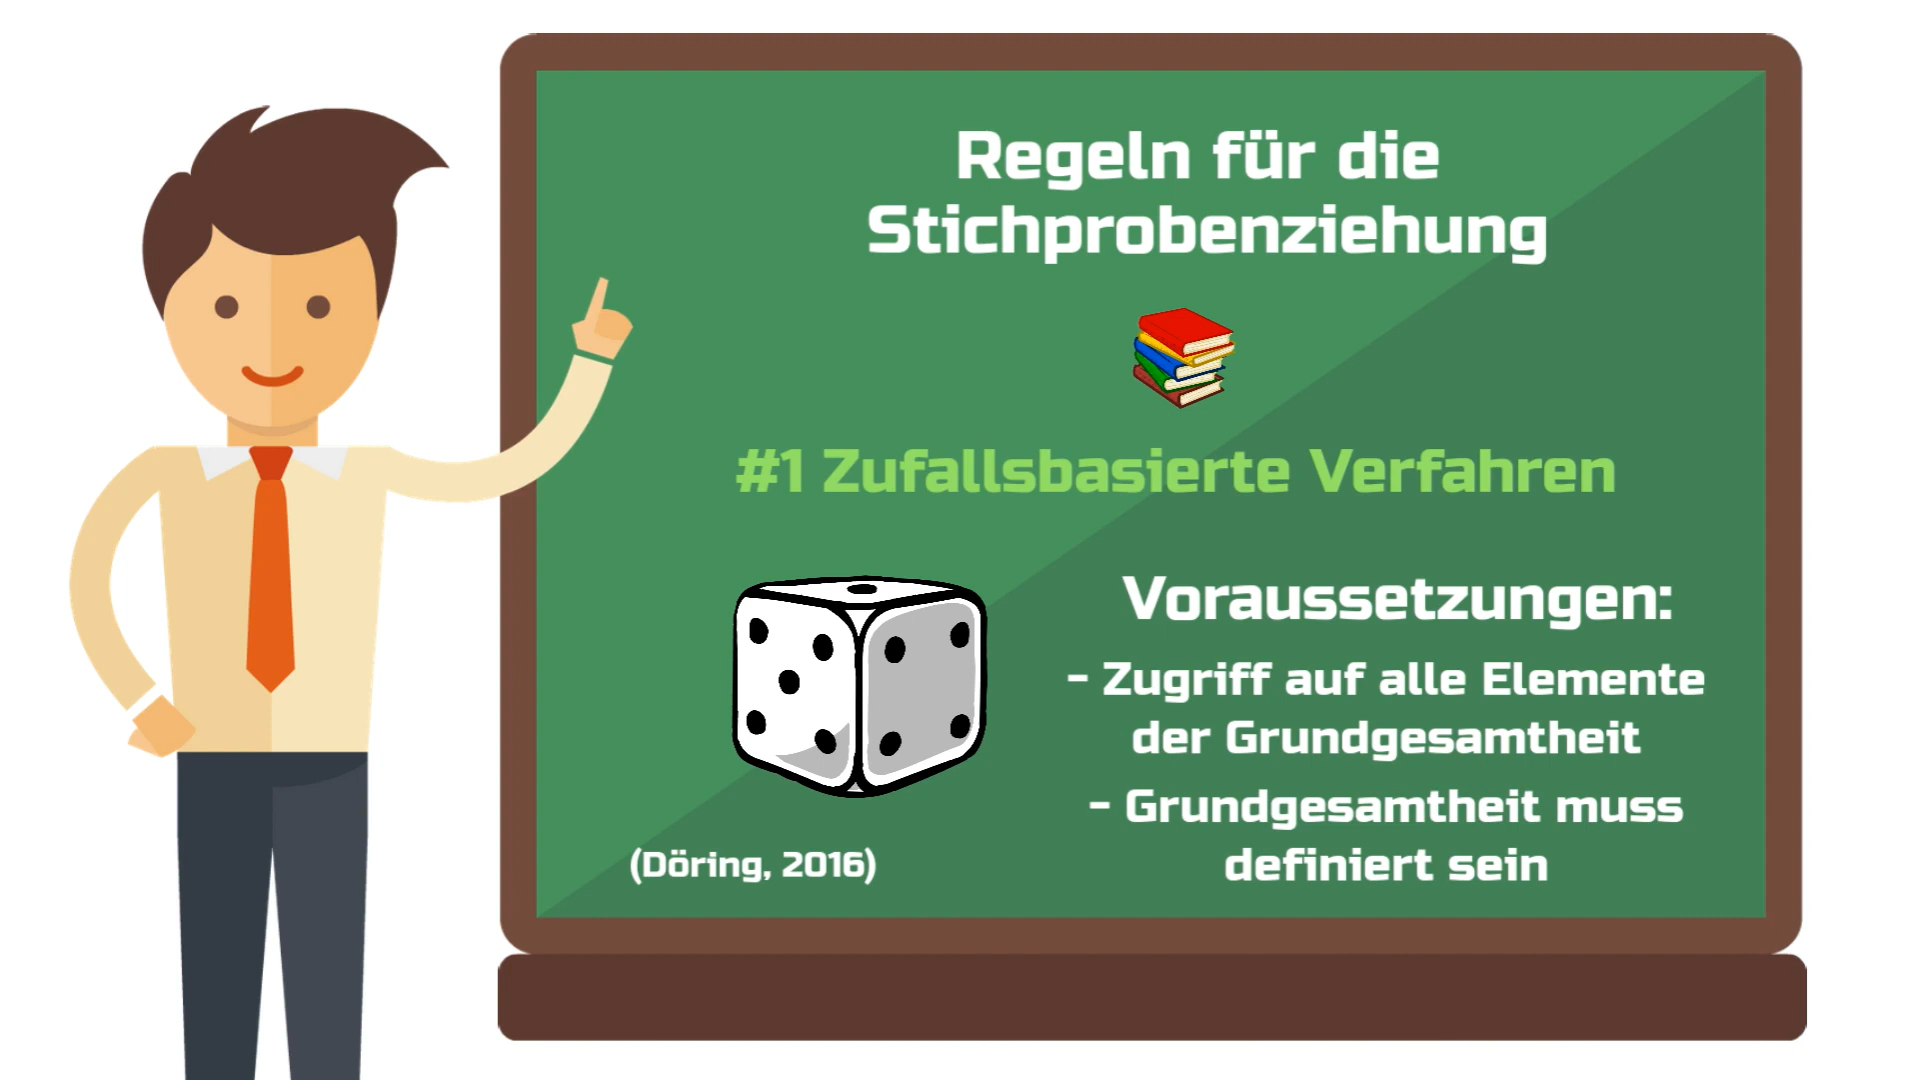 Regeln für die
Stichprobenziehung
#1 Zufallsbasierte Verfahren
Voraussetzungen:
- Zugriff auf alle Elemente
der Grundgesamtheit
- Grundgesamtheit muss
definiert sein
(Döring, 2016)